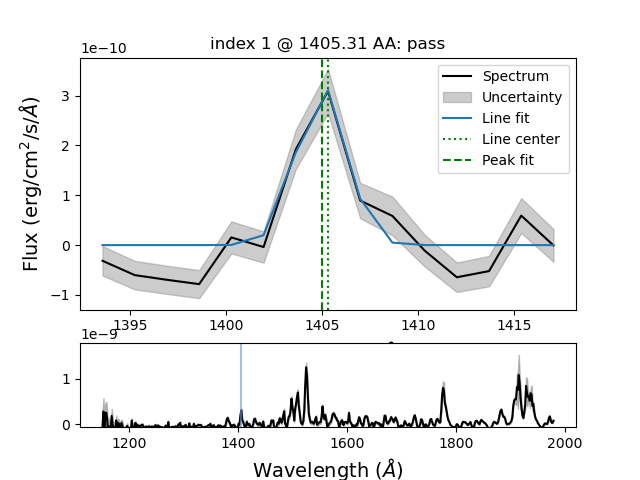 index 1 @ 1405.31 AA: pass
1e−10
Flux (erg/cm²/s/Å)
3
2
1
0
−1
Spectrum
Uncertainty
Line fit
Line center
Peak fit
1395 1400 1405 1410 1415
1e−9
1
0
1200 1400 1600 1800 2000
Wavelength (Å)